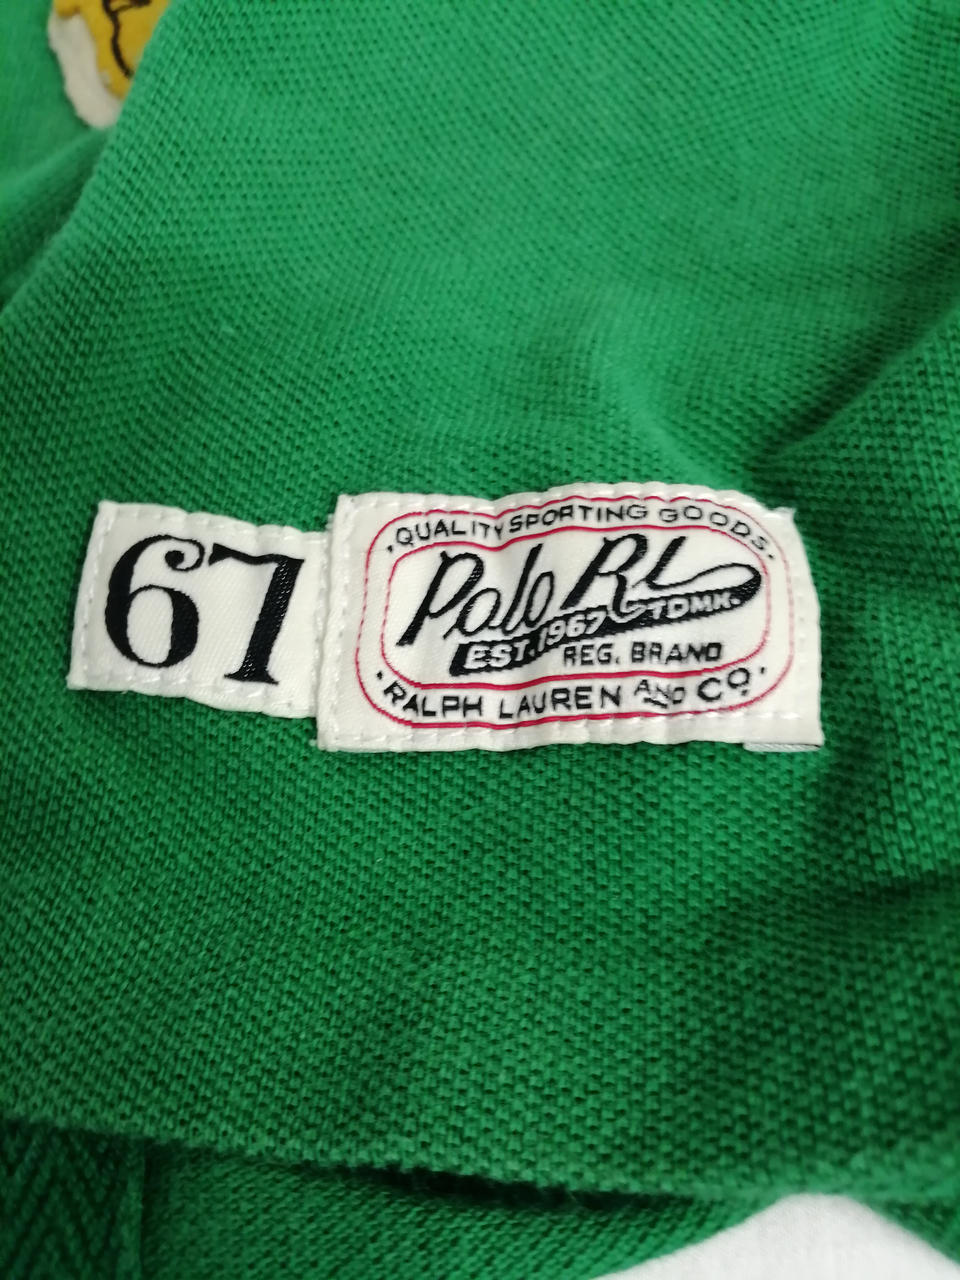 67
QUALITY SPORTING GOODS
Polo RL
EST. 1967 TDMK.
REG. BRAND
RALPH LAUREN AND CO.